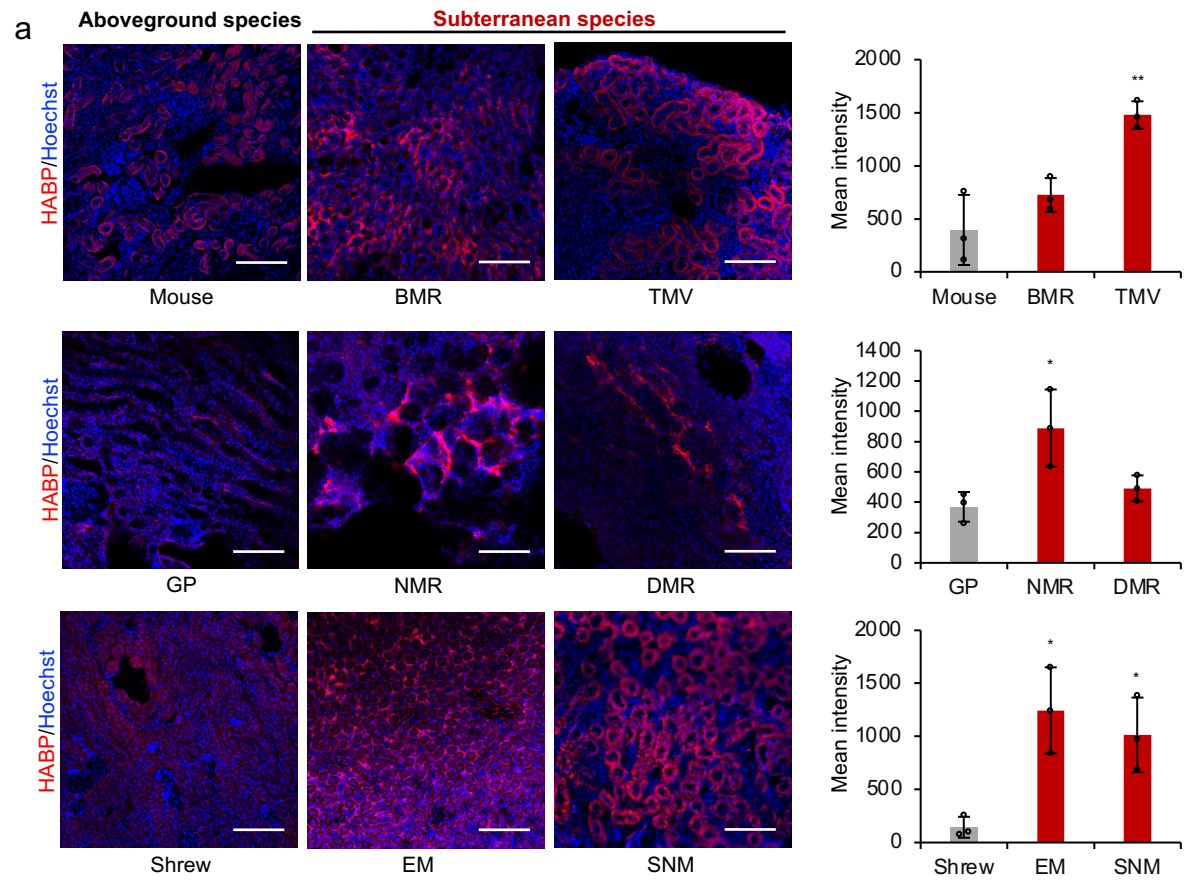 a
Aboveground species
Subterranean species
HABP/Hoechst
Mouse
BMR
TMV
Mean intensity
2000
1500
1000
500
0
**
Mouse
BMR
TMV
HABP/Hoechst
GP
NMR
DMR
Mean intensity
1400
1200
1000
800
600
400
200
0
*
GP
NMR
DMR
HABP/Hoechst
Shrew
EM
SNM
Mean intensity
2000
1500
1000
500
0
*
*
Shrew
EM
SNM